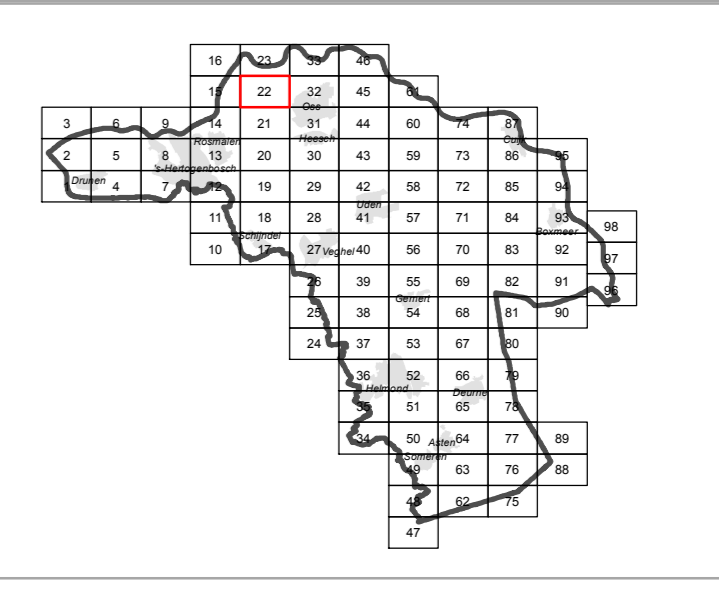 16 23 33 46
15 22 32 45 61
Oss
3 6 9 14 21 31 44 60 74 87
Rosmalen Heesch Cuijk
2 5 8 13 20 30 43 59 73 86 95
's-Hertogenbosch
Drunen
1 4 7 12 19 29 42 58 72 85 94
Uden
11 18 28 41 57 71 84 93 98
Schijndel Boxmeer
10 17 27 Veghel 40 56 70 83 92 97
26 39 55 69 82 91 96
Gemert
25 38 54 68 81 90
24 37 53 67 80
36 52 66 79
Helmond Deurne
35 51 65 78
34 50 Asten 64 77 89
Someren
49 63 76 88
48 62 75
47